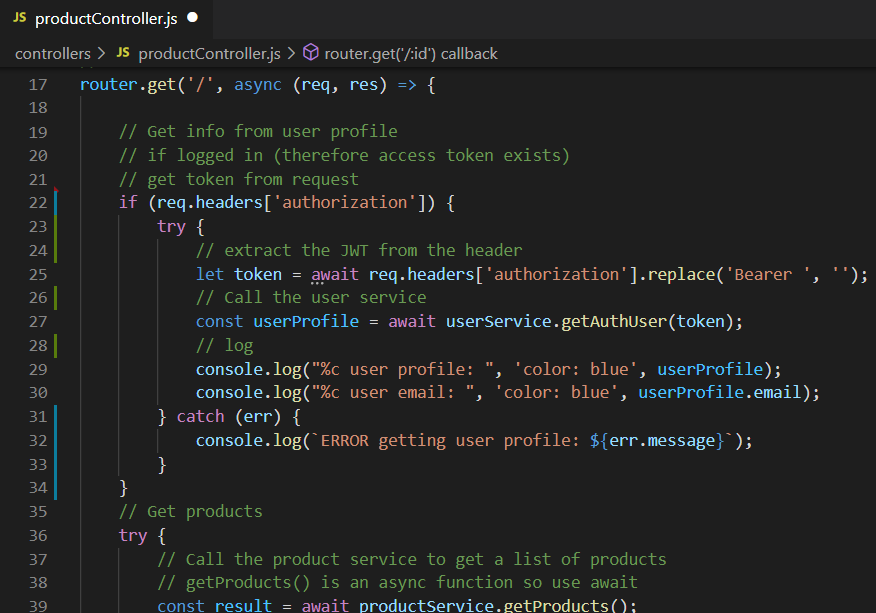 JS productController.js ●
controllers > JS productController.js > router.get('/:id') callback
17 router.get('/', async (req, res) => {
18
19 // Get info from user profile
20 // if logged in (therefore access token exists)
21 // get token from request
22 if (req.headers['authorization']) {
23 try {
24 // extract the JWT from the header
25 let token = await req.headers['authorization'].replace('Bearer ', '');
26 // Call the user service
27 const userProfile = await userService.getAuthUser(token);
28 // log
29 console.log("%c user profile: ", 'color: blue', userProfile);
30 console.log("%c user email: ", 'color: blue', userProfile.email);
31 } catch (err) {
32 console.log(`ERROR getting user profile: ${err.message}`);
33 }
34 }
35 // Get products
36 try {
37 // Call the product service to get a list of products
38 // getProducts() is an async function so use await
39 const result = await productService.getProducts();